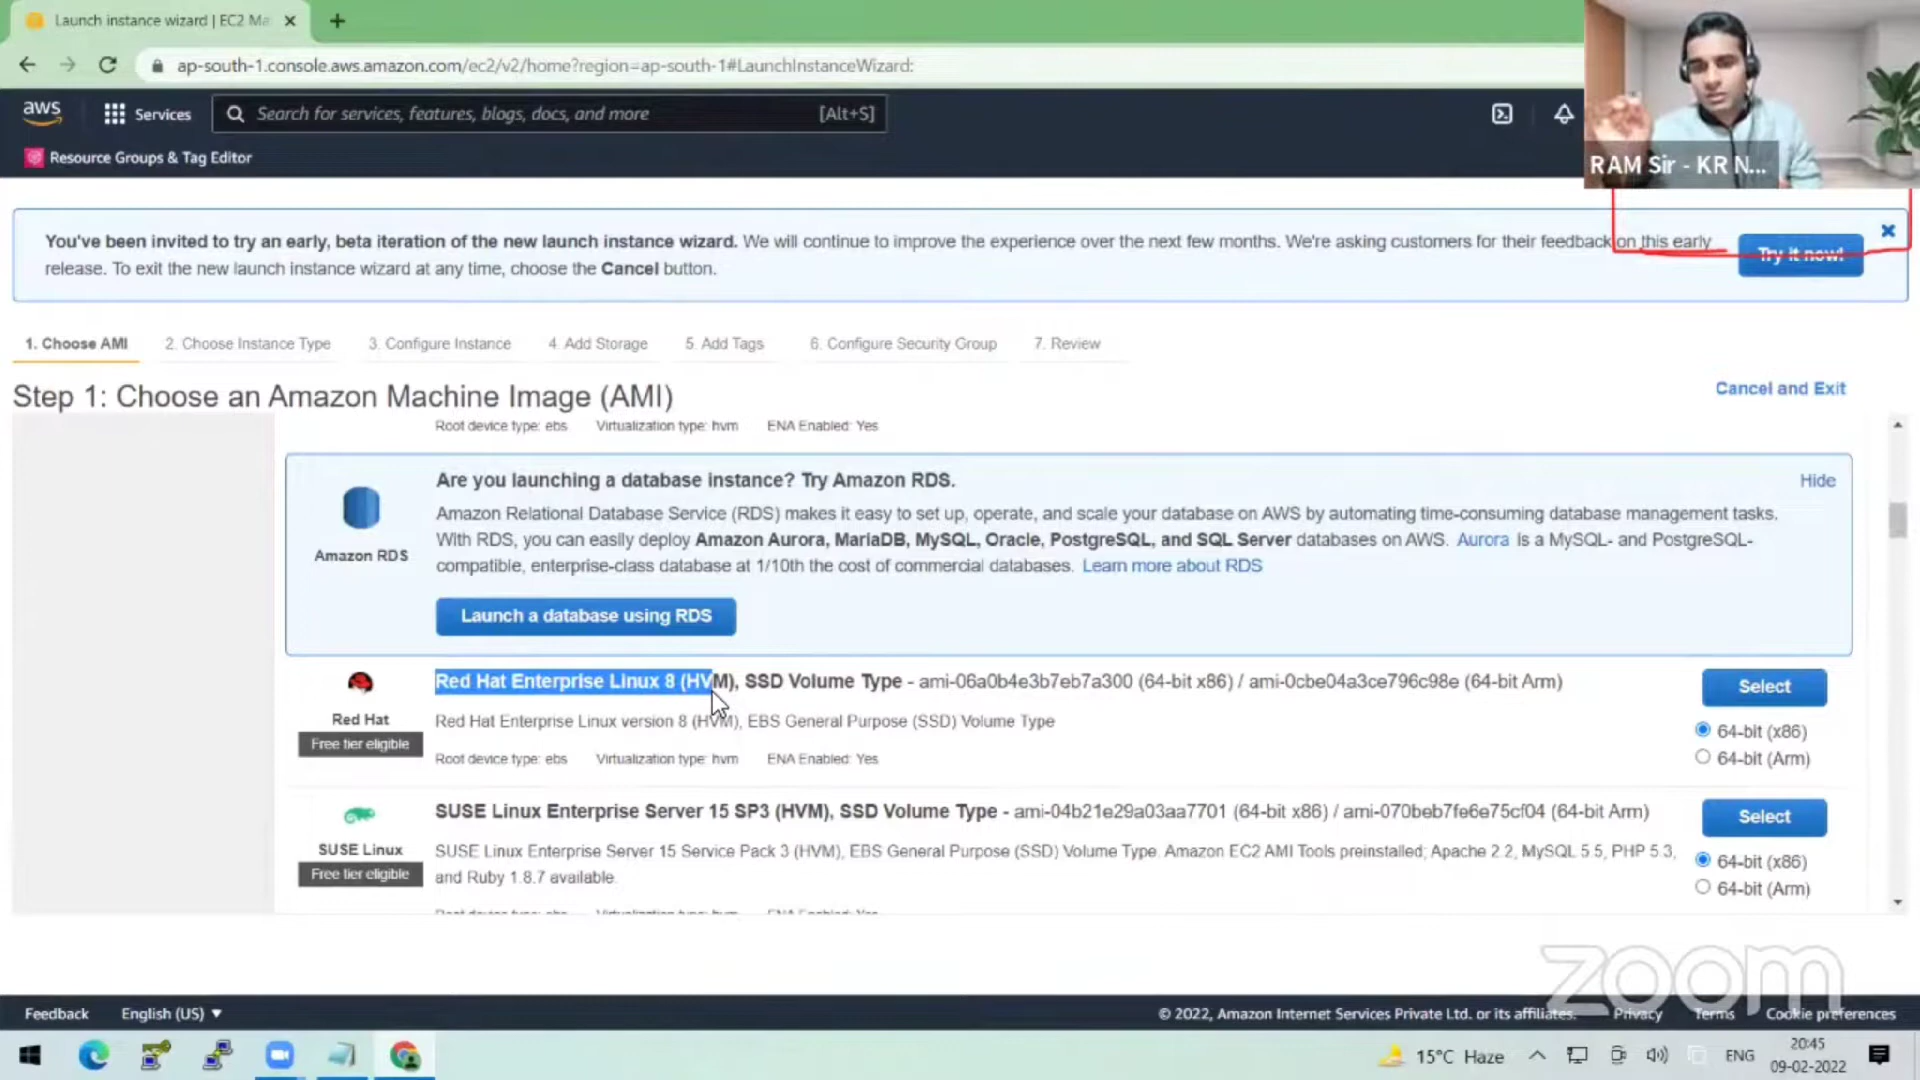 Launch instance wizard | EC2 Ma
ap-south-1.console.aws.amazon.com/ec2/v2/home?region=ap-south-1#LaunchInstanceWizard:
aws
Services
Search for services, features, blogs, docs, and more
[Alt+S]
Resource Groups & Tag Editor
RAM Sir - KR N...
You've been invited to try an early, beta iteration of the new launch instance wizard. We will continue to improve the experience over the next few months. We're asking customers for their feedback on this early
release. To exit the new launch instance wizard at any time, choose the Cancel button.
Try it now!
1. Choose AMI
2. Choose Instance Type
3. Configure Instance
4. Add Storage
5. Add Tags
6. Configure Security Group
7. Review
Step 1: Choose an Amazon Machine Image (AMI)
Cancel and Exit
Root device type: ebs Virtualization type: hvm ENA Enabled: Yes
Are you launching a database instance? Try Amazon RDS.
Hide
Amazon RDS
Amazon Relational Database Service (RDS) makes it easy to set up, operate, and scale your database on AWS by automating time-consuming database management tasks.
With RDS, you can easily deploy Amazon Aurora, MariaDB, MySQL, Oracle, PostgreSQL, and SQL Server databases on AWS. Aurora is a MySQL- and PostgreSQL-
compatible, enterprise-class database at 1/10th the cost of commercial databases. Learn more about RDS
Launch a database using RDS
Red Hat
Free tier eligible
Red Hat Enterprise Linux 8 (HVM), SSD Volume Type - ami-06a0b4e3b7eb7a300 (64-bit x86) / ami-0cbe04a3ce796c98e (64-bit Arm)
Red Hat Enterprise Linux version 8 (HVM), EBS General Purpose (SSD) Volume Type
Root device type: ebs Virtualization type: hvm ENA Enabled: Yes
Select
64-bit (x86)
64-bit (Arm)
SUSE Linux
Free tier eligible
SUSE Linux Enterprise Server 15 SP3 (HVM), SSD Volume Type - ami-04b21e29a03aa7701 (64-bit x86) / ami-070beb7fe6e75cf04 (64-bit Arm)
SUSE Linux Enterprise Server 15 Service Pack 3 (HVM), EBS General Purpose (SSD) Volume Type. Amazon EC2 AMI Tools preinstalled; Apache 2.2, MySQL 5.5, PHP 5.3,
and Ruby 1.8.7 available.
Root device type: ebs Virtualization type: hvm ENA Enabled: Yes
Select
64-bit (x86)
64-bit (Arm)
zoom
Feedback
English (US)
© 2022, Amazon Internet Services Private Ltd. or its affiliates.
Privacy
Terms
Cookie preferences
15°C Haze
ENG
20:45
09-02-2022